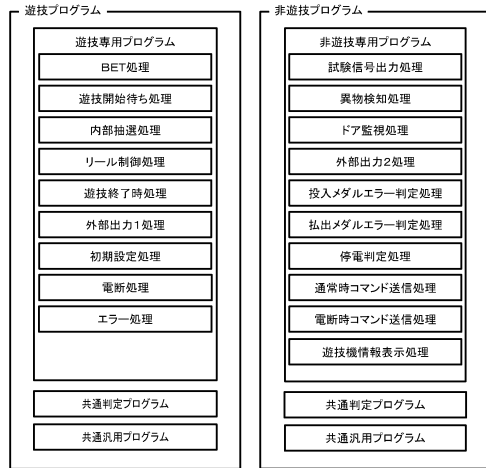 遊技プログラム
遊技専用プログラム
BET処理
遊技開始待ち処理
内部抽選処理
リール制御処理
遊技終了時処理
外部出力1処理
初期設定処理
電断処理
エラー処理
共通判定プログラム
共通汎用プログラム
非遊技プログラム
非遊技専用プログラム
試験信号出力処理
異物検知処理
ドア監視処理
外部出力2処理
投入メダルエラー判定処理
払出メダルエラー判定処理
停電判定処理
通常時コマンド送信処理
電断時コマンド送信処理
遊技機情報表示処理
共通判定プログラム
共通汎用プログラム